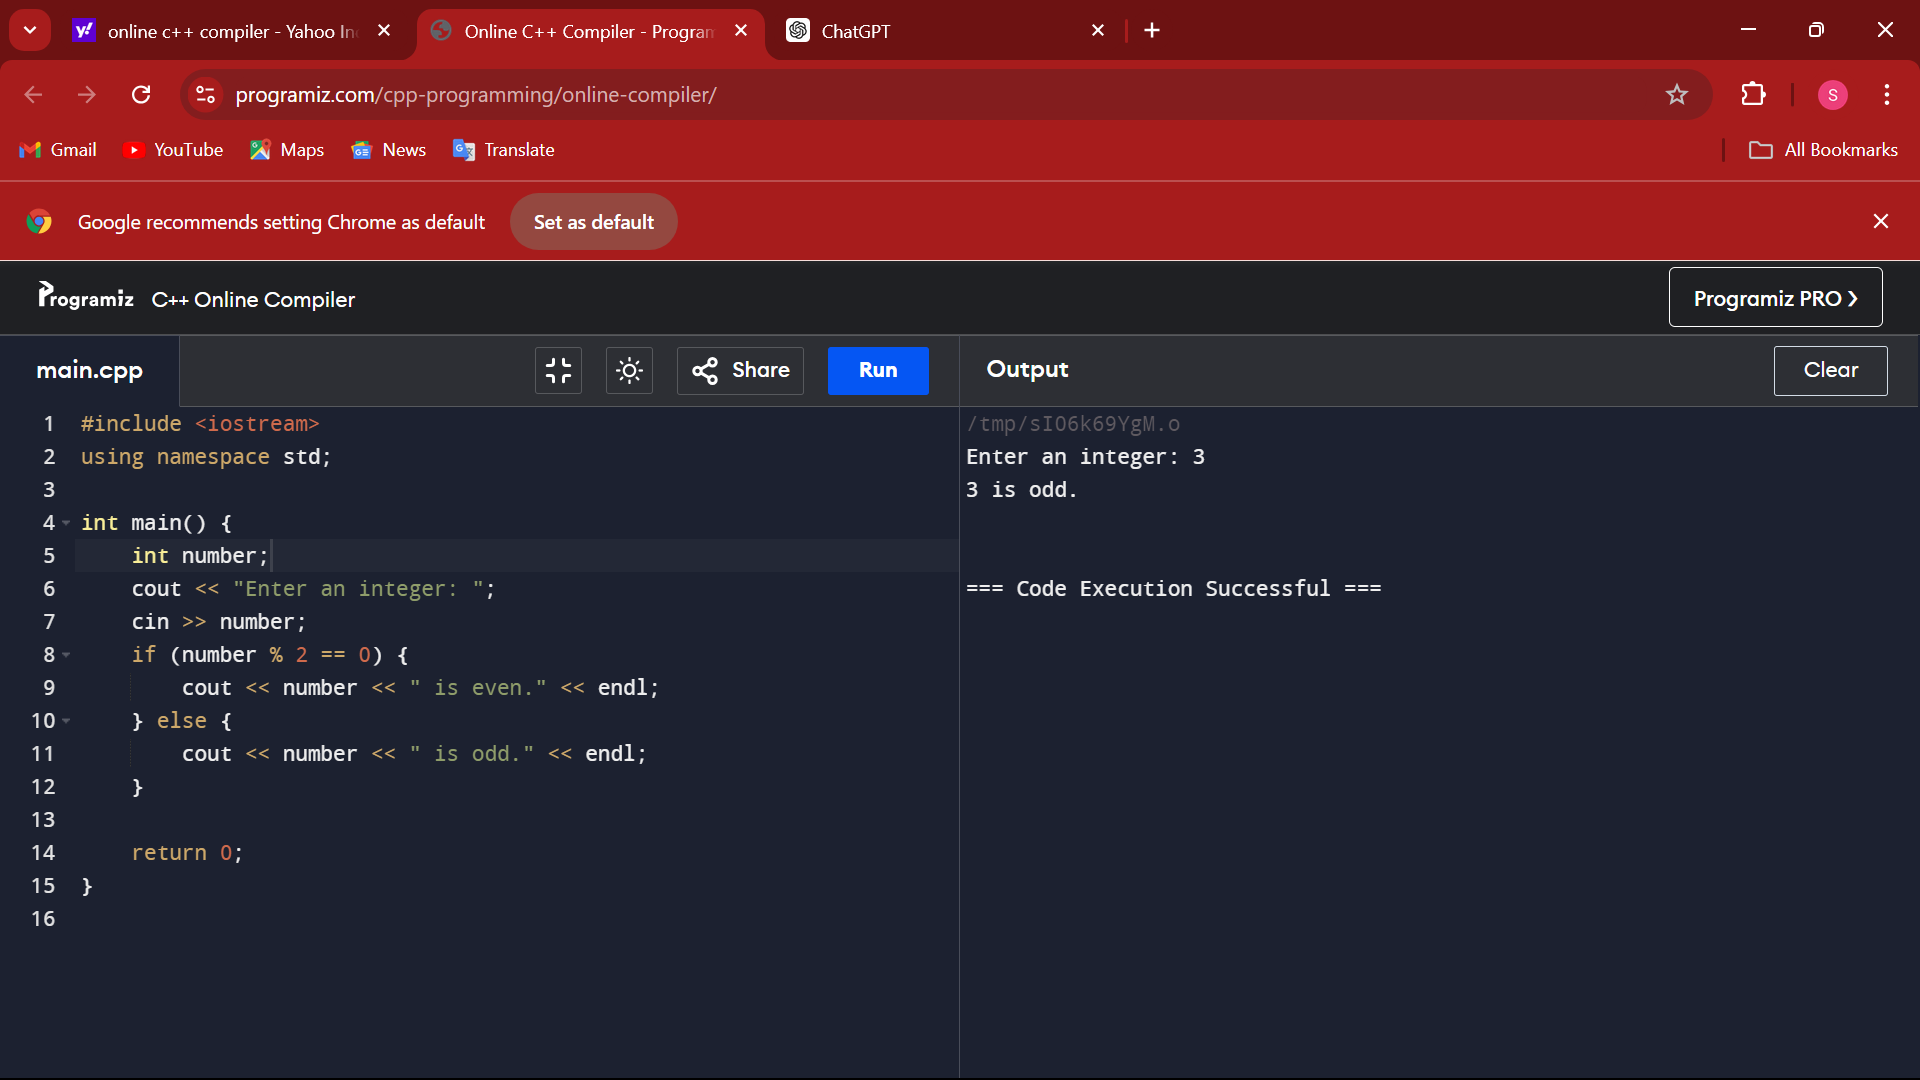 online c++ compiler - Yahoo In
Online C++ Compiler - Program
ChatGPT
programiz.com/cpp-programming/online-compiler/
S
Gmail
YouTube
Maps
News
Translate
All Bookmarks
Google recommends setting Chrome as default
Set as default
Programiz
C++ Online Compiler
Programiz PRO ❯
main.cpp
Share
Run
Output
Clear
1 #include <iostream>
2 using namespace std;
3
4 int main() {
5     int number;
6     cout << "Enter an integer: ";
7     cin >> number;
8     if (number % 2 == 0) {
9         cout << number << " is even." << endl;
10     } else {
11         cout << number << " is odd." << endl;
12     }
13
14     return 0;
15 }
16
/tmp/sIO6k69YgM.o
Enter an integer: 3
3 is odd.
=== Code Execution Successful ===